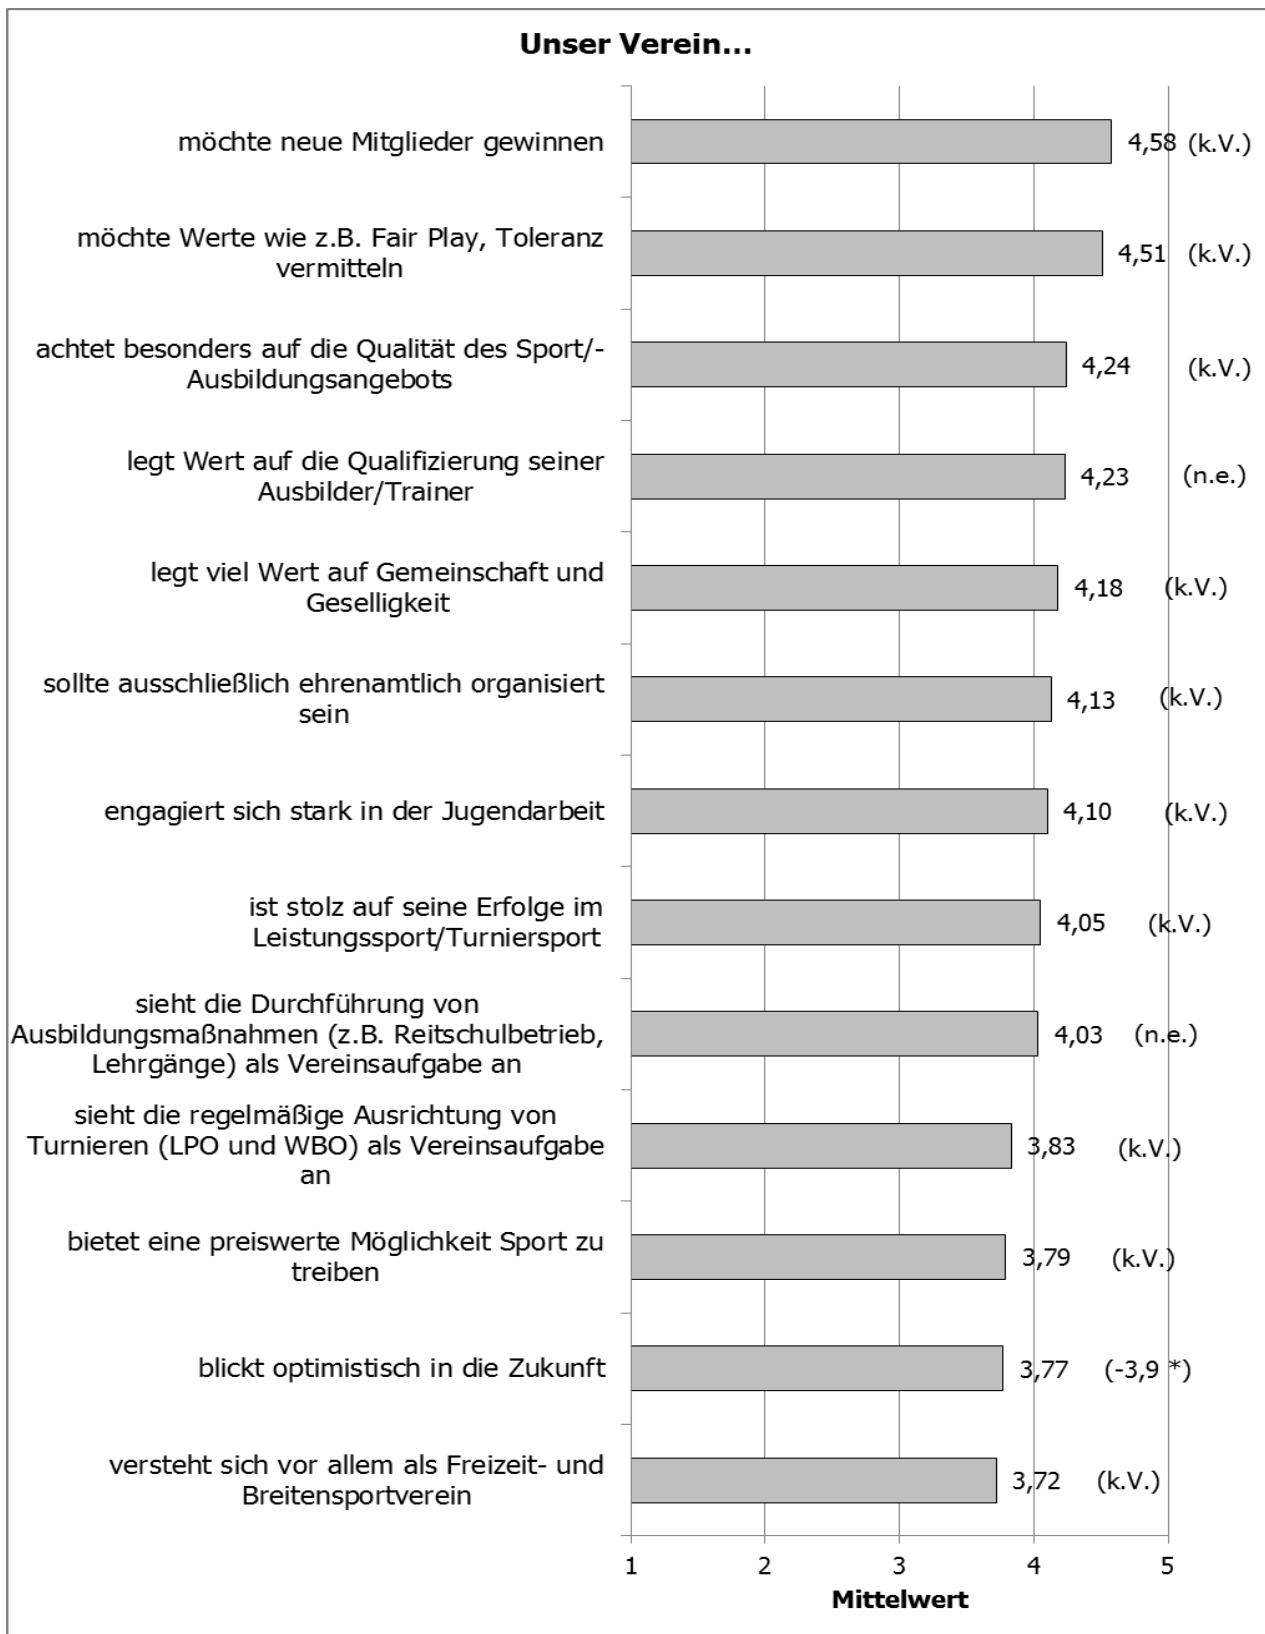 Unser Verein...
möchte neue Mitglieder gewinnen
4,58 (k.V.)
möchte Werte wie z.B. Fair Play, Toleranz
vermitteln
4,51 (k.V.)
achtet besonders auf die Qualität des Sport/-
Ausbildungsangebots
4,24 (k.V.)
legt Wert auf die Qualifizierung seiner
Ausbilder/Trainer
4,23 (n.e.)
legt viel Wert auf Gemeinschaft und
Geselligkeit
4,18 (k.V.)
sollte ausschließlich ehrenamtlich organisiert
sein
4,13 (k.V.)
engagiert sich stark in der Jugendarbeit
4,10 (k.V.)
ist stolz auf seine Erfolge im
Leistungssport/Turniersport
4,05 (k.V.)
sieht die Durchführung von
Ausbildungsmaßnahmen (z.B. Reitschulbetrieb,
Lehrgänge) als Vereinsaufgabe an
4,03 (n.e.)
sieht die regelmäßige Ausrichtung von
Turnieren (LPO und WBO) als Vereinsaufgabe
an
3,83 (k.V.)
bietet eine preiswerte Möglichkeit Sport zu
treiben
3,79 (k.V.)
blickt optimistisch in die Zukunft
3,77 (-3,9 *)
versteht sich vor allem als Freizeit- und
Breitensportverein
3,72 (k.V.)
1 2 3 4 5
Mittelwert